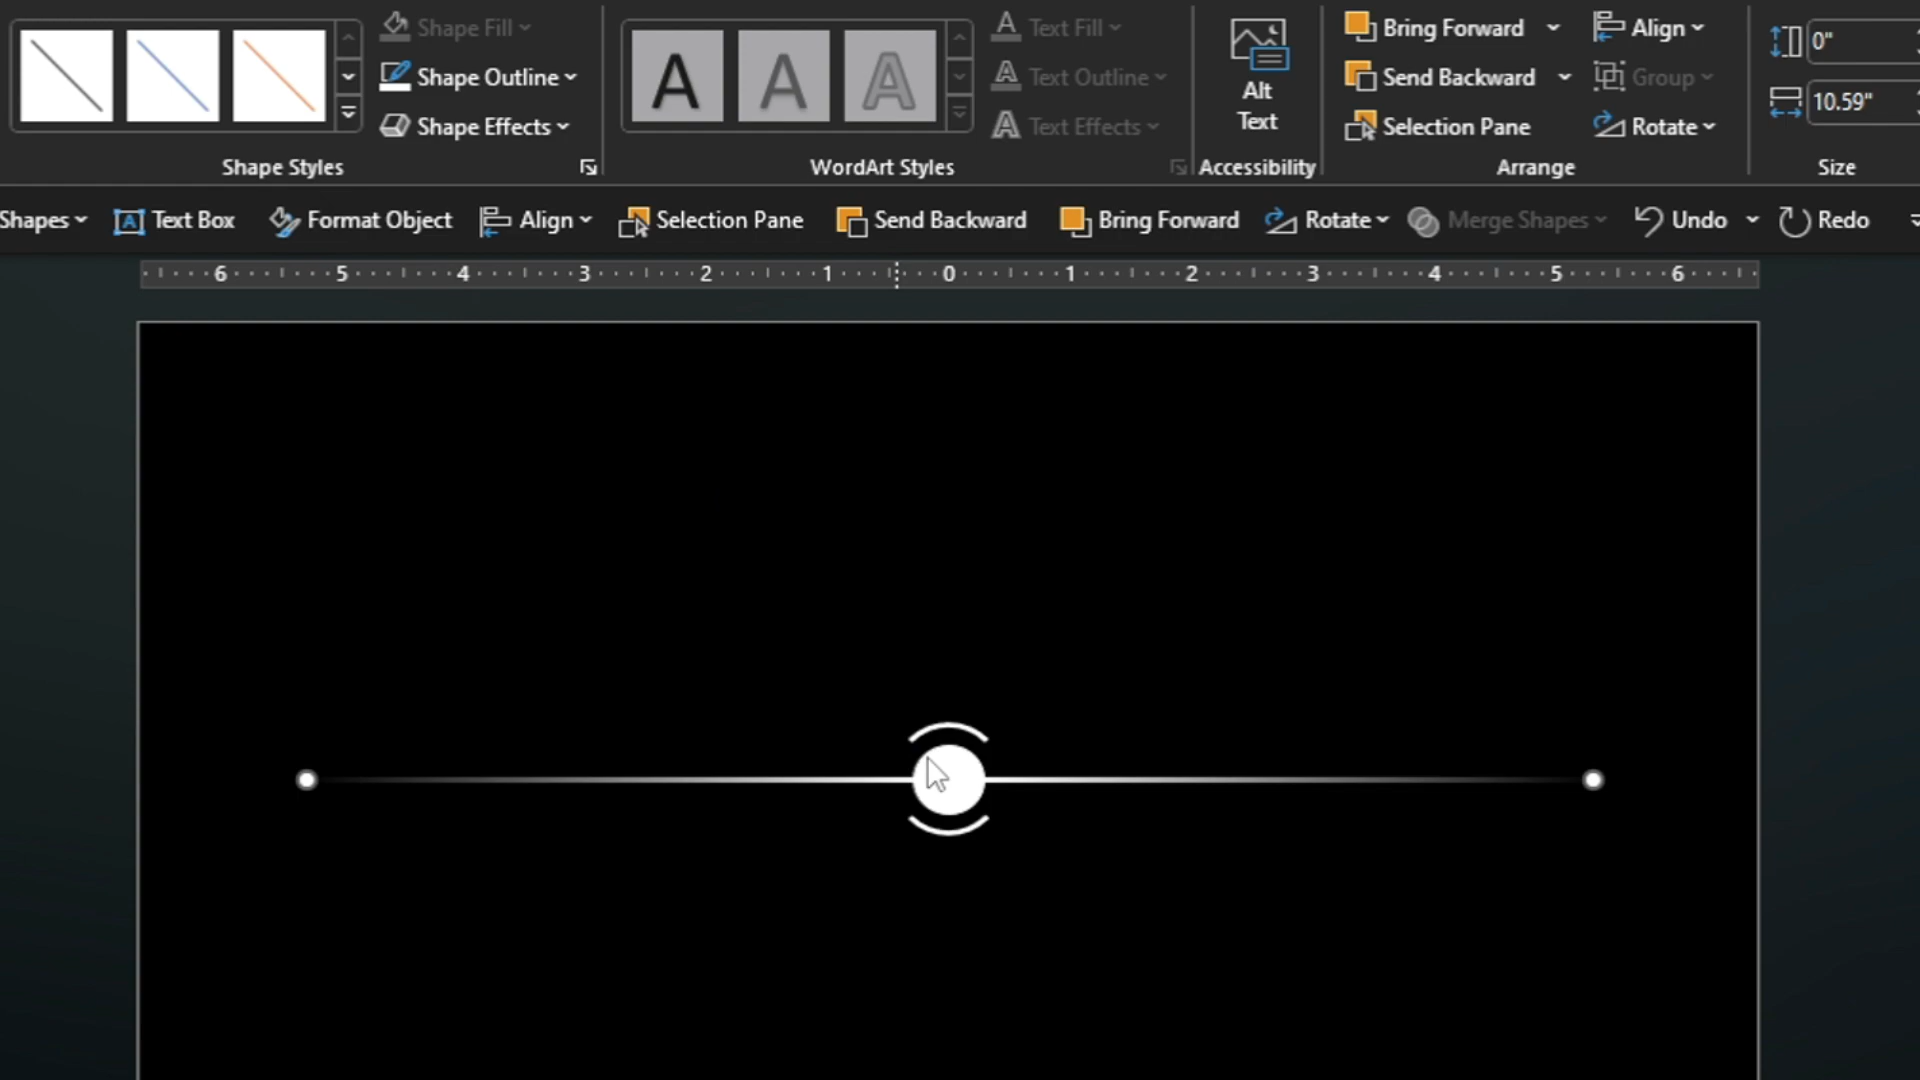 Shape Fill
Shape Outline
Shape Effects
Shape Styles
A A A
Text Fill
Text Outline
Text Effects
WordArt Styles
Alt
Text
Accessibility
Bring Forward
Send Backward
Selection Pane
Align
Group
Rotate
Arrange
0"
10.59"
Size
Shapes Text Box Format Object Align Selection Pane Send Backward Bring Forward Rotate Merge Shapes Undo Redo
6 5 4 3 2 1 0 1 2 3 4 5 6